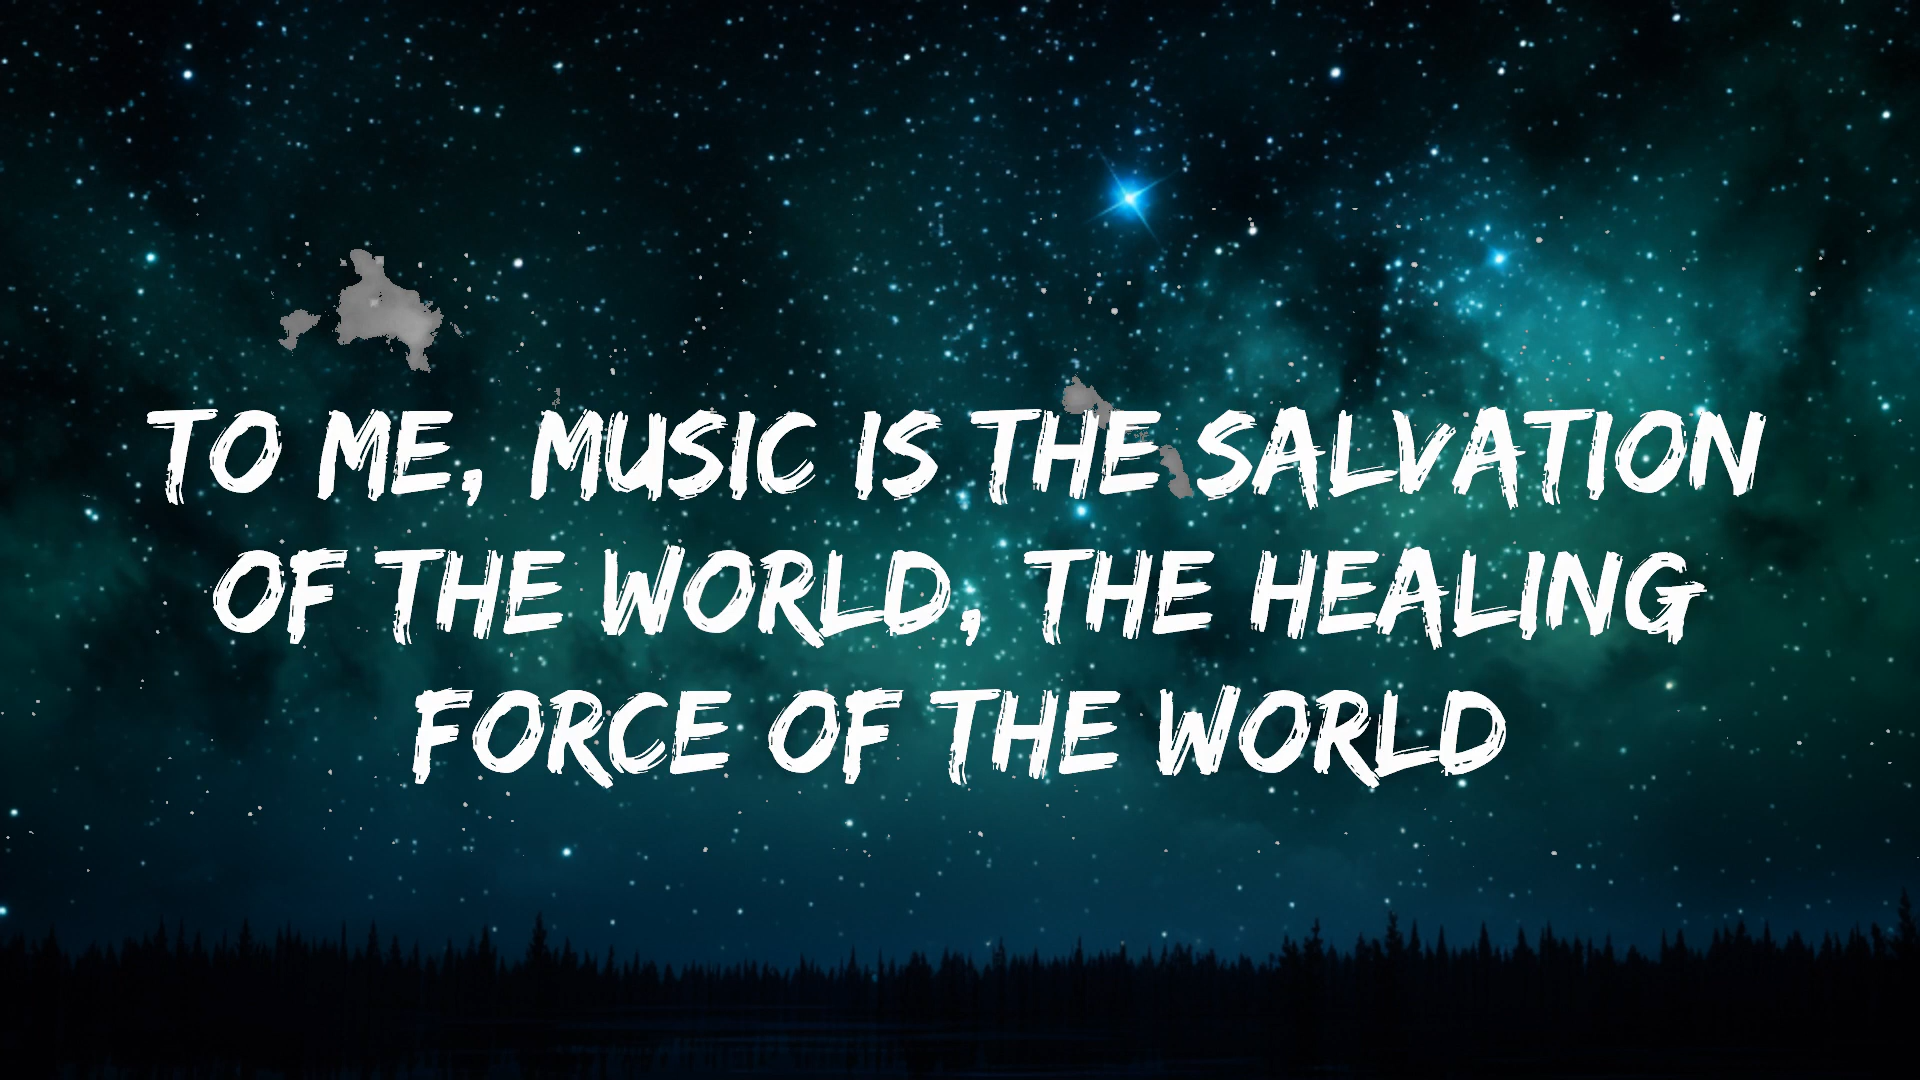 TO ME, MUSIC IS THE SALVATION
OF THE WORLD, THE HEALING
FORCE OF THE WORLD